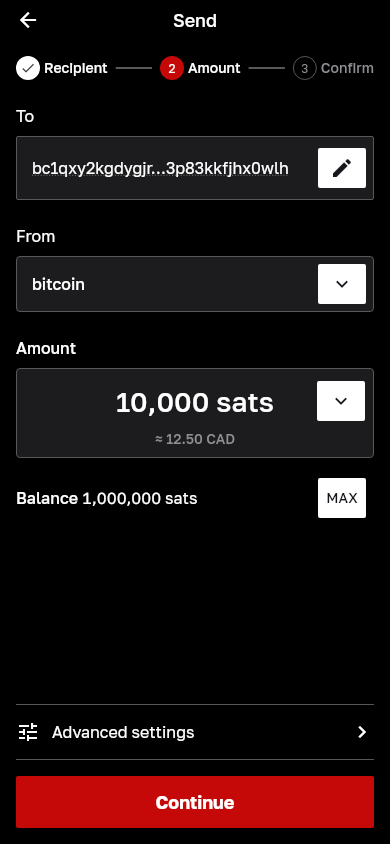 Send
Recipient
2 Amount
3 Confirm
To
bc1qxy2kgdygjr...3p83kkfjhx0wlh
From
bitcoin
Amount
10,000 sats
≈ 12.50 CAD
Balance 1,000,000 sats
MAX
Advanced settings
Continue